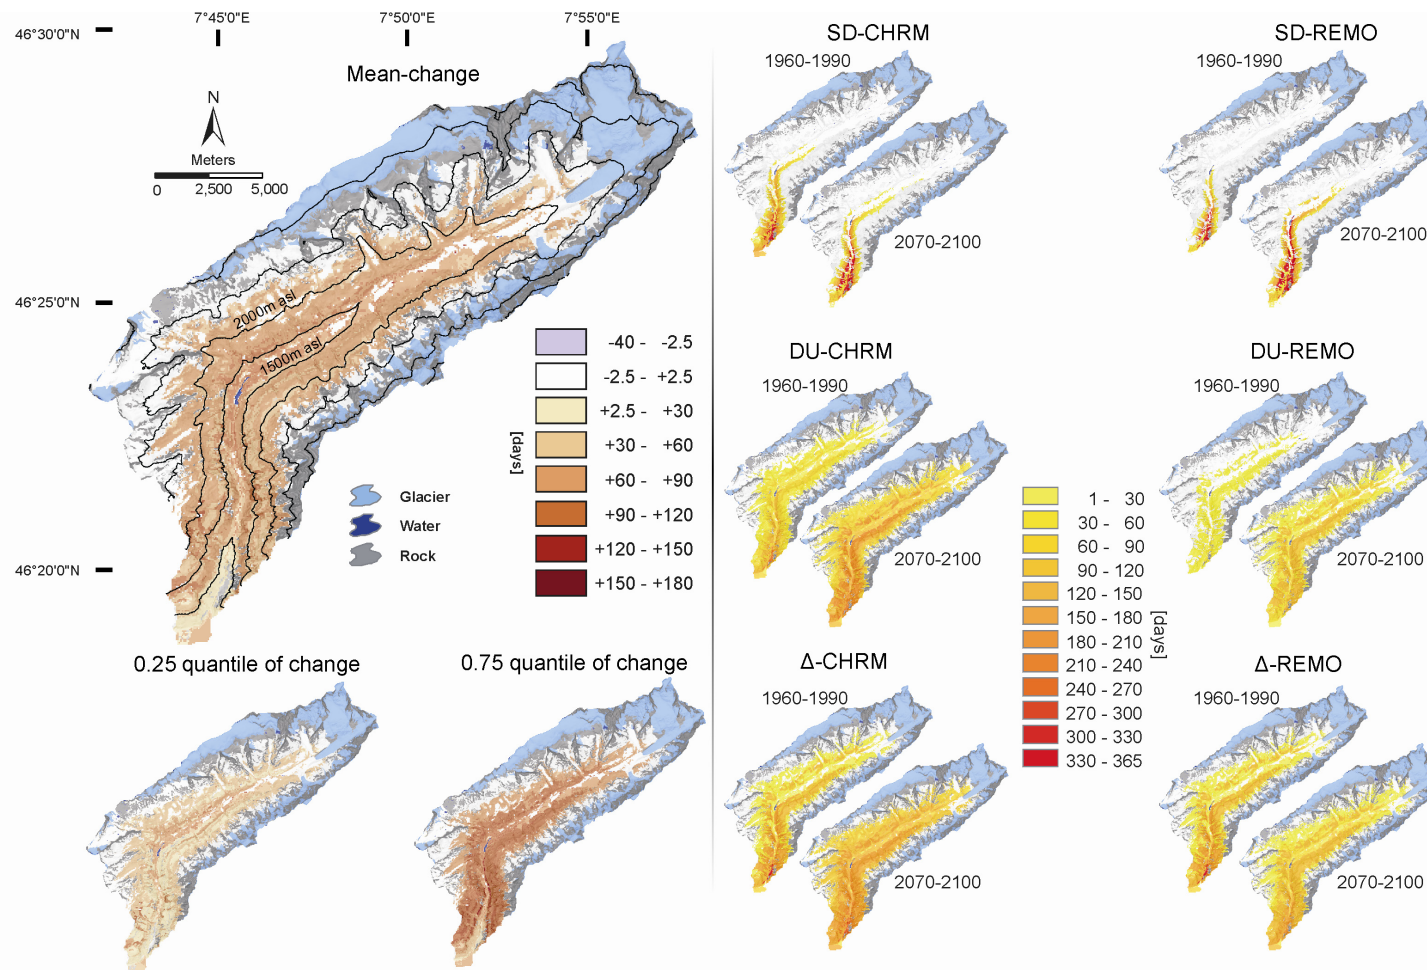 7°45'0"E
7°50'0"E
7°55'0"E
46°30'0"N
46°25'0"N
46°20'0"N
Mean-change
N
Meters
0 2,500 5,000
2000m asl
1500m asl
-40 - -2.5
-2.5 - +2.5
+2.5 - +30
+30 - +60
+60 - +90
+90 - +120
+120 - +150
+150 - +180
[days]
Glacier
Water
Rock
0.25 quantile of change
0.75 quantile of change
SD-CHRM
1960-1990
2070-2100
SD-REMO
1960-1990
2070-2100
DU-CHRM
1960-1990
2070-2100
DU-REMO
1960-1990
2070-2100
1 - 30
30 - 60
60 - 90
90 - 120
120 - 150
150 - 180
180 - 210
210 - 240
240 - 270
270 - 300
300 - 330
330 - 365
[days]
Δ-CHRM
1960-1990
2070-2100
Δ-REMO
1960-1990
2070-2100